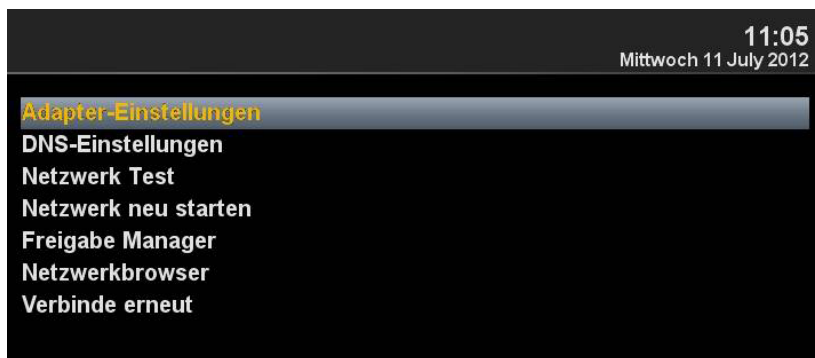 11:05
Mittwoch 11 July 2012
Adapter-Einstellungen
DNS-Einstellungen
Netzwerk Test
Netzwerk neu starten
Freigabe Manager
Netzwerkbrowser
Verbinde erneut